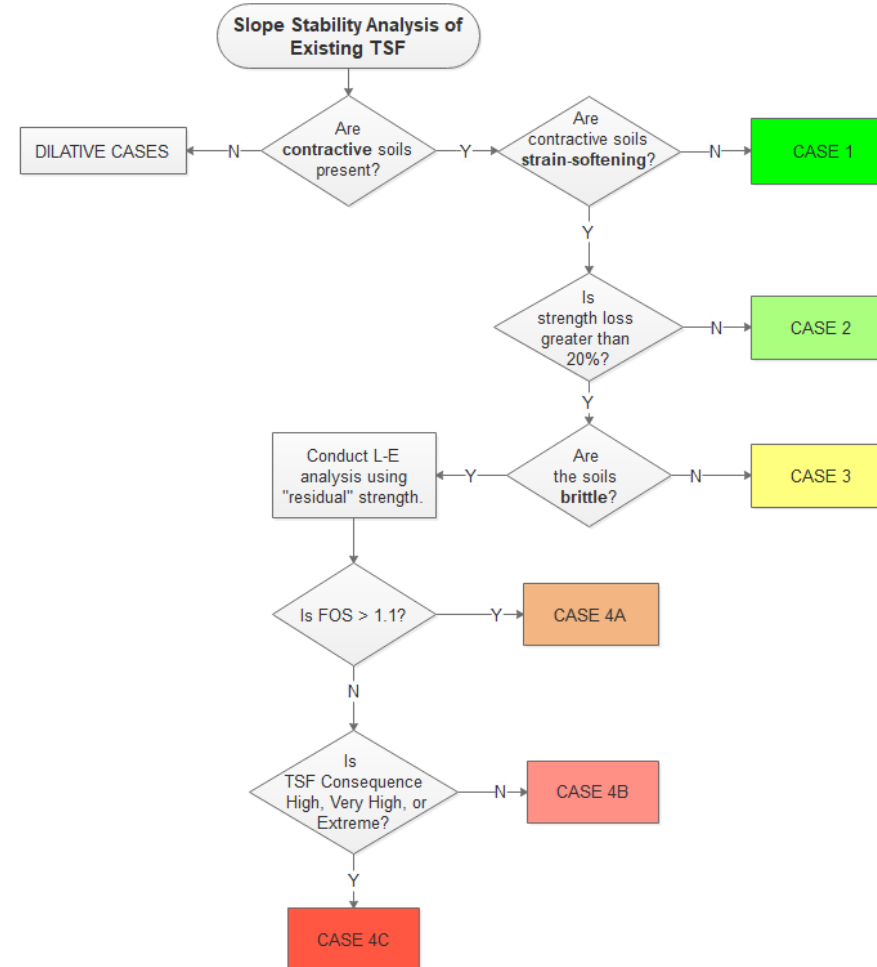 Slope Stability Analysis of
Existing TSF
Are
contractive soils
present?
N
DILATIVE CASES
Y
Are
contractive soils
strain-softening?
N
CASE 1
Y
Is
strength loss
greater than
20%?
N
CASE 2
Y
Are
the soils
brittle?
N
CASE 3
Y
Conduct L-E
analysis using
"residual" strength.
Is FOS > 1.1?
Y
CASE 4A
N
Is
TSF Consequence
High, Very High, or
Extreme?
N
CASE 4B
Y
CASE 4C